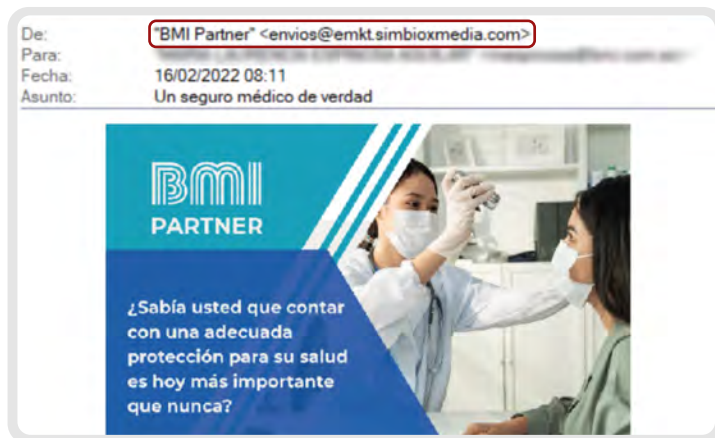 De: "BMI Partner" <envios@emkt.simbioxmedia.com>
Para:
Fecha: 16/02/2022 08:11
Asunto: Un seguro médico de verdad
BMI
PARTNER
¿Sabía usted que contar
con una adecuada
protección para su salud
es hoy más importante
que nunca?